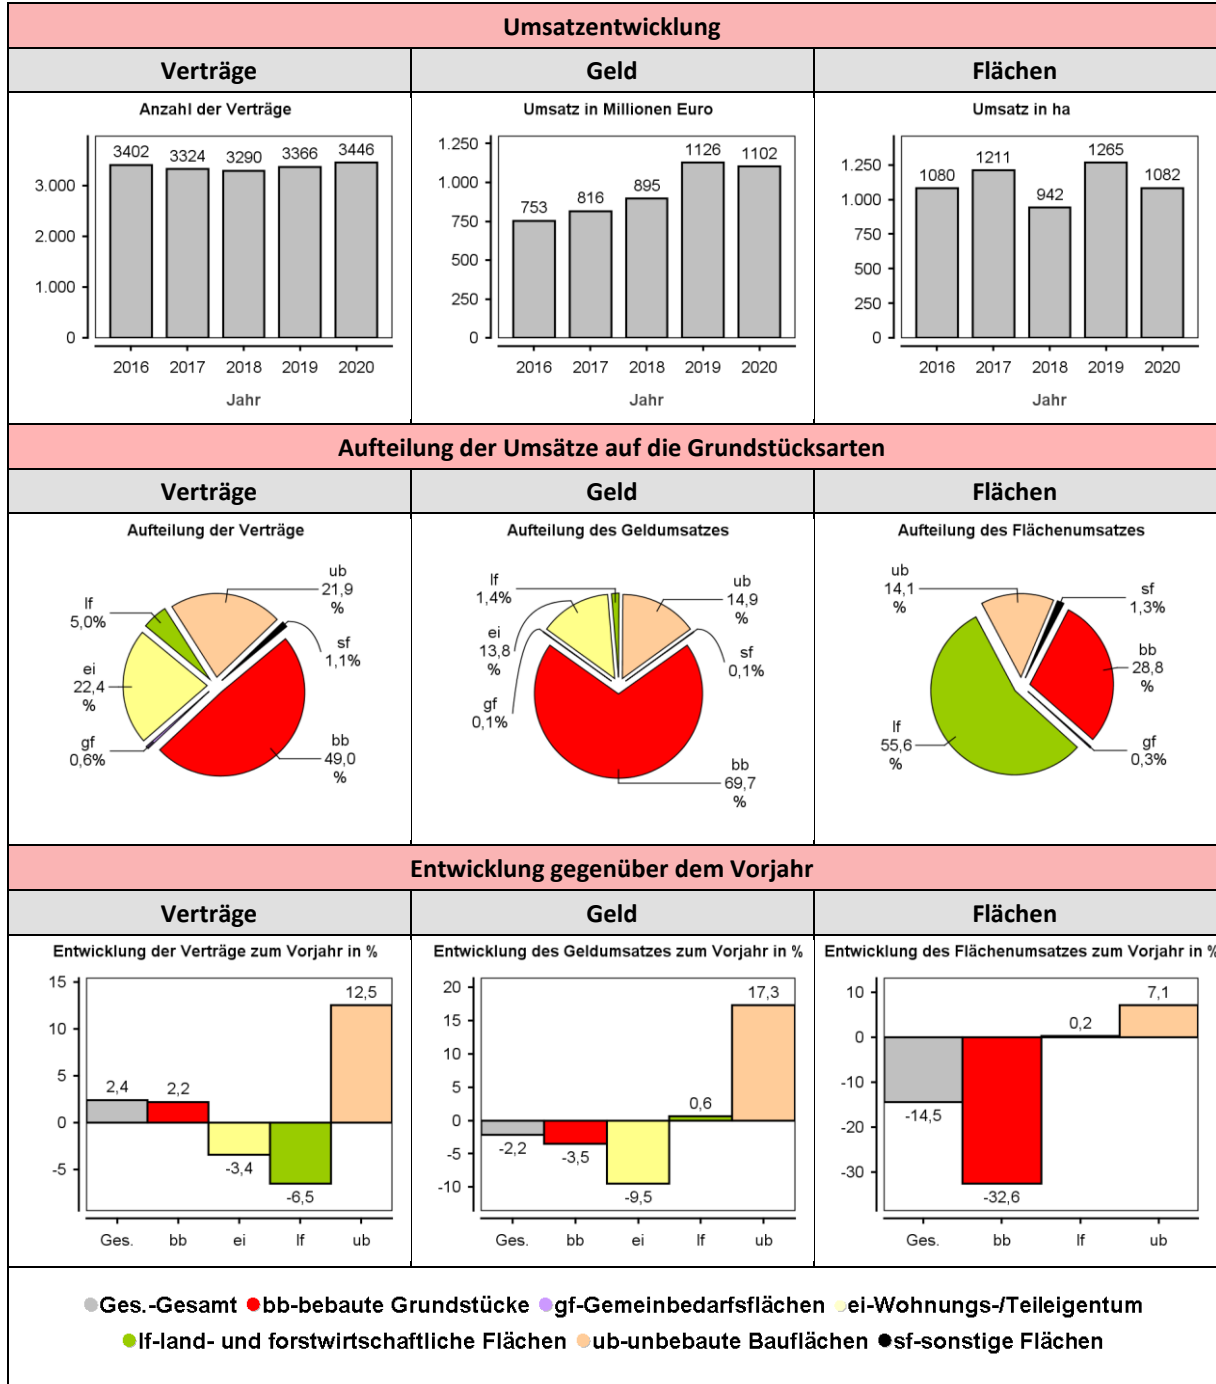 Umsatzentwicklung
Verträge
Geld
Flächen
Anzahl der Verträge
3402
3324
3290
3366
3446
3.000
2.000
1.000
0
2016
2017
2018
2019
2020
Jahr
Umsatz in Millionen Euro
1.250
1.000
750
500
250
0
753
816
895
1126
1102
2016
2017
2018
2019
2020
Jahr
Umsatz in ha
1.250
1.000
750
500
250
0
1080
1211
942
1265
1082
2016
2017
2018
2019
2020
Jahr
Aufteilung der Umsätze auf die Grundstücksarten
Verträge
Geld
Flächen
Aufteilung der Verträge
ub
21,9
%
lf
5,0%
sf
1,1%
ei
22,4
%
gf
0,6%
bb
49,0
%
Aufteilung des Geldumsatzes
lf
1,4%
ub
14,9
%
ei
13,8
%
sf
0,1%
gf
0,1%
bb
69,7
%
Aufteilung des Flächenumsatzes
ub
14,1
%
sf
1,3%
bb
28,8
%
lf
55,6
%
gf
0,3%
Entwicklung gegenüber dem Vorjahr
Verträge
Geld
Flächen
Entwicklung der Verträge zum Vorjahr in %
15
10
5
0
-5
2,4
2,2
-3,4
-6,5
12,5
Ges.
bb
ei
lf
ub
Entwicklung des Geldumsatzes zum Vorjahr in %
20
15
10
5
0
-5
-10
-2,2
-3,5
-9,5
0,6
17,3
Ges.
bb
ei
lf
ub
Entwicklung des Flächenumsatzes zum Vorjahr in %
10
0
-10
-20
-30
-14,5
-32,6
0,2
7,1
Ges.
bb
lf
ub
Ges.-Gesamt bb-bebaute Grundstücke gf-Gemeinbedarfsflächen ei-Wohnungs-/Teileigentum
lf-land- und forstwirtschaftliche Flächen ub-unbebaute Bauflächen sf-sonstige Flächen